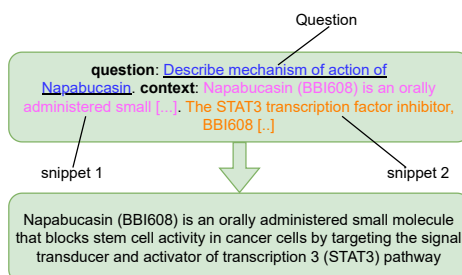 Question
question: Describe mechanism of action of
Napabucasin. context: Napabucasin (BBI608) is an orally
administered small [...]. The STAT3 transcription factor inhibitor,
BBI608 [..]
snippet 1
snippet 2
Napabucasin (BBI608) is an orally administered small molecule
that blocks stem cell activity in cancer cells by targeting the signal
transducer and activator of transcription 3 (STAT3) pathway